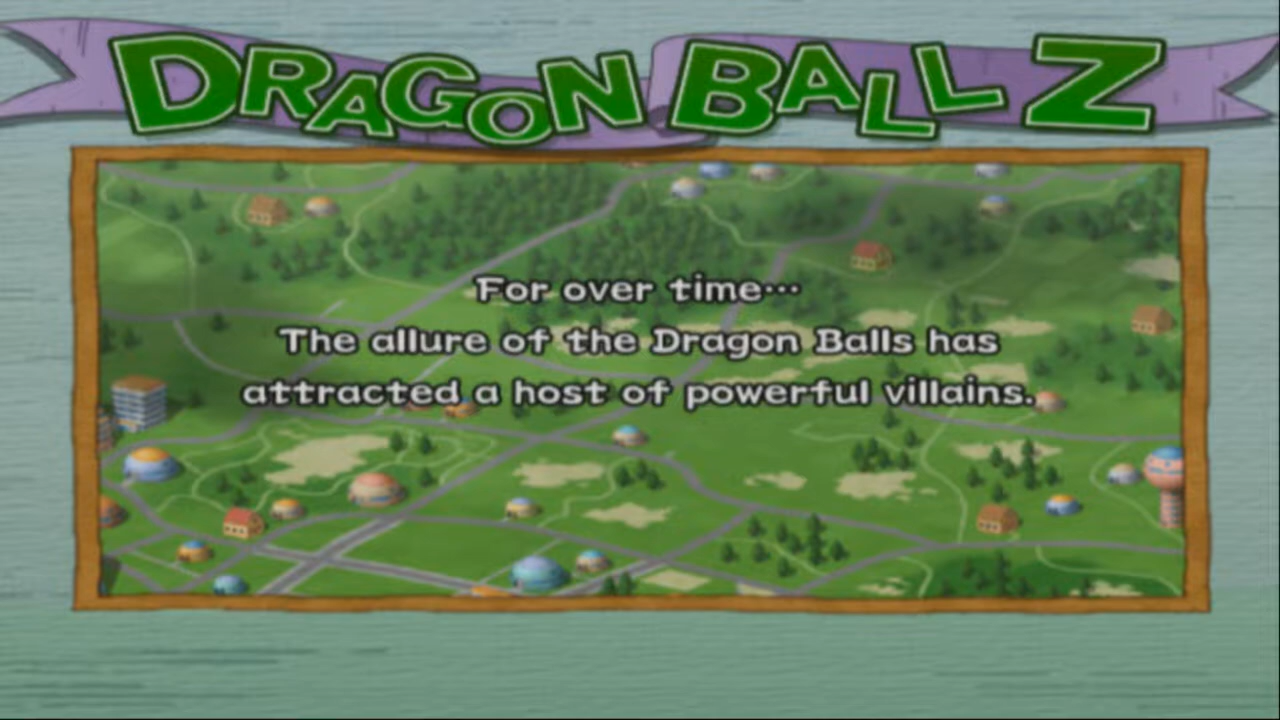 DRAGON BALL Z
For over time…
The allure of the Dragon Balls has
attracted a host of powerful villains.